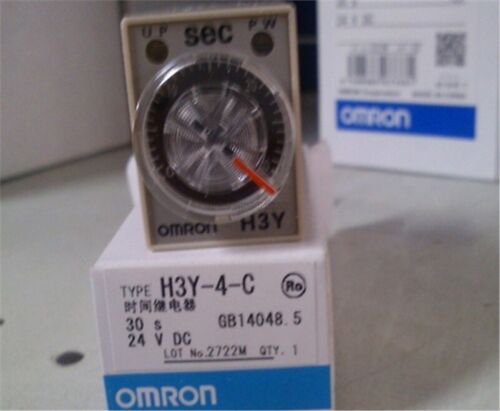 UP PW
sec
OMRON H3Y
TYPE H3Y-4-C
时间继电器
30 s GB14048.5
24 V DC
LOT No.2722M QTY. 1
OMRON
OMRON